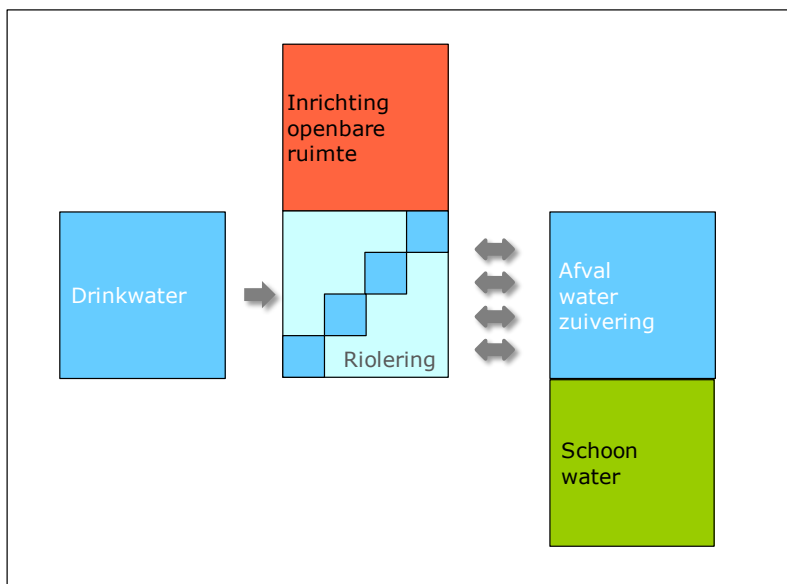 Inrichting
openbare
ruimte
Drinkwater
Riolering
Afval
water
zuivering
Schoon
water